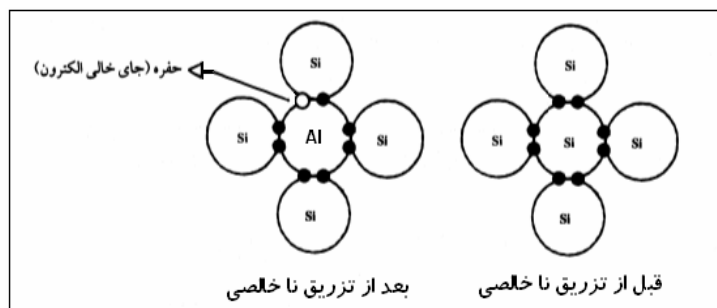 Si
Si
حفره (جای خالی الکترون)
Si Si Si
Si Al Si
Si
Si
قبل از تزریق نا خالصی
بعد از تزریق نا خالصی